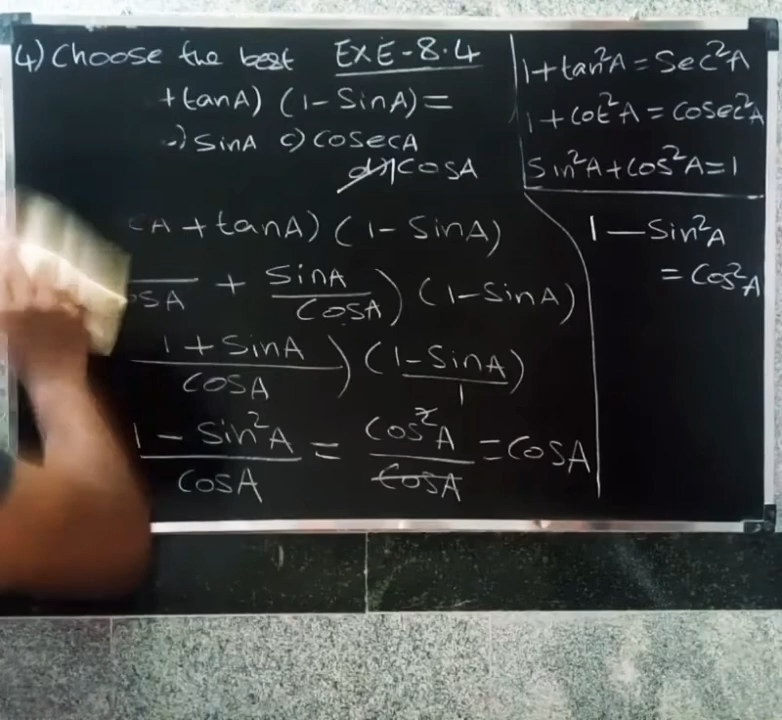 4) Choose the best EXE-8.4
+tanA) (1-SinA)=
) SinA c) CosecA
d) CosA
CA + tanA) (1-SinA)
osA + SinA/CosA) (1-SinA)
1+SinA/CosA) (1-SinA)/1
1-Sin²A/CosA = Cos²A/CosA = CosA
1+tan²A=Sec²A
1+Cot²A=Cosec²A
Sin²A+Cos²A=1
1-Sin²A
=Cos²A